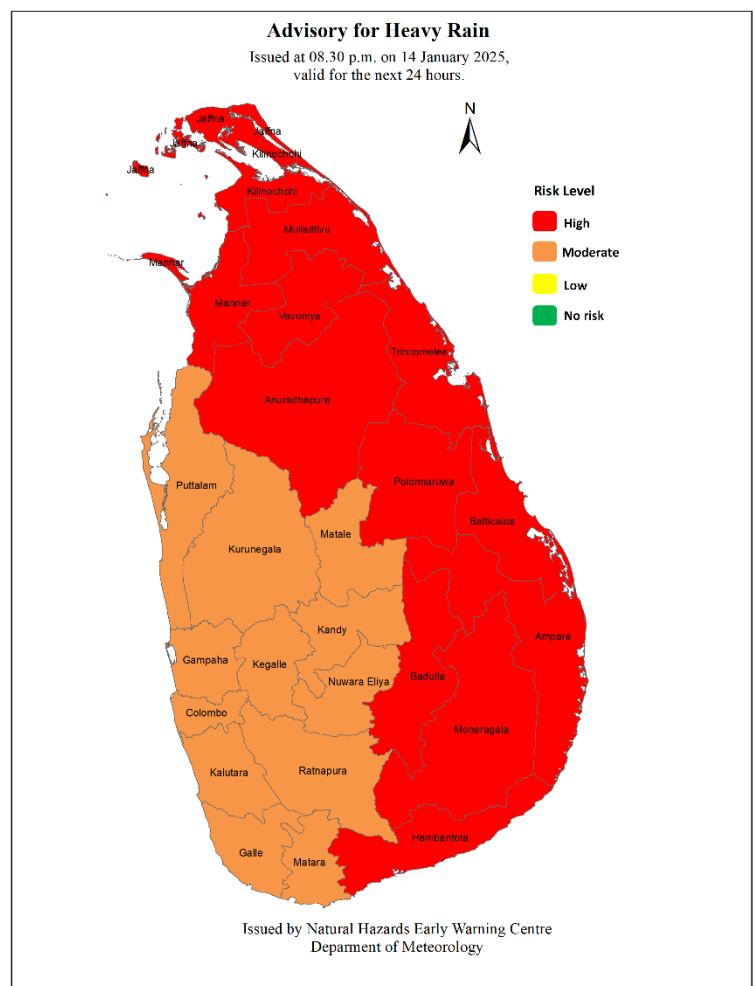 Advisory for Heavy Rain
Issued at 08.30 p.m. on 14 January 2025,
valid for the next 24 hours.
N
Jaffna
Jaffna
Jaffna
Kilinochchi
Jaffna
Kilinochchi
Risk Level
High
Mullaittivu
Moderate
Mannar
Low
Mannar
Vavuniya
No risk
Trincomalee
Anuradhapura
Puttalam
Polonnaruwa
Batticaloa
Matale
Kurunegala
Kandy
Ampara
Gampaha
Kegalle
Badulla
Nuwara Eliya
Colombo
Moneragala
Kalutara
Ratnapura
Hambantota
Galle
Matara
Issued by Natural Hazards Early Warning Centre
Deparment of Meteorology